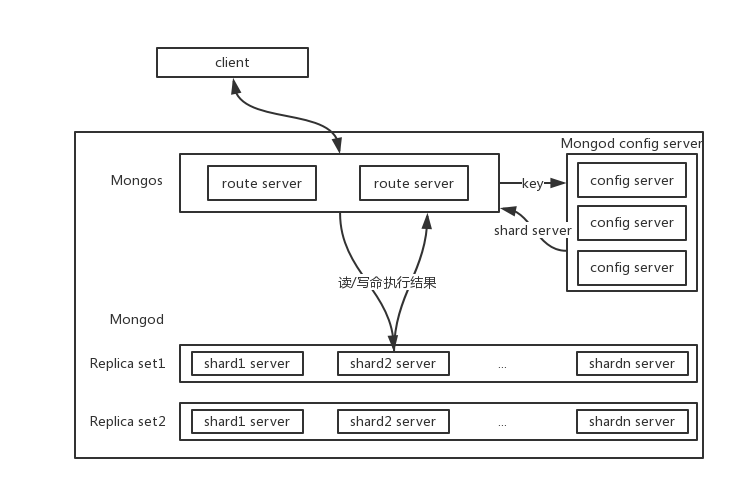 client
Mongod config server
Mongos
route server
route server
key
config server
config server
shard server
config server
读/写命执行结果
Mongod
Replica set1
shard1 server
shard2 server
...
shardn server
Replica set2
shard1 server
shard2 server
...
shardn server